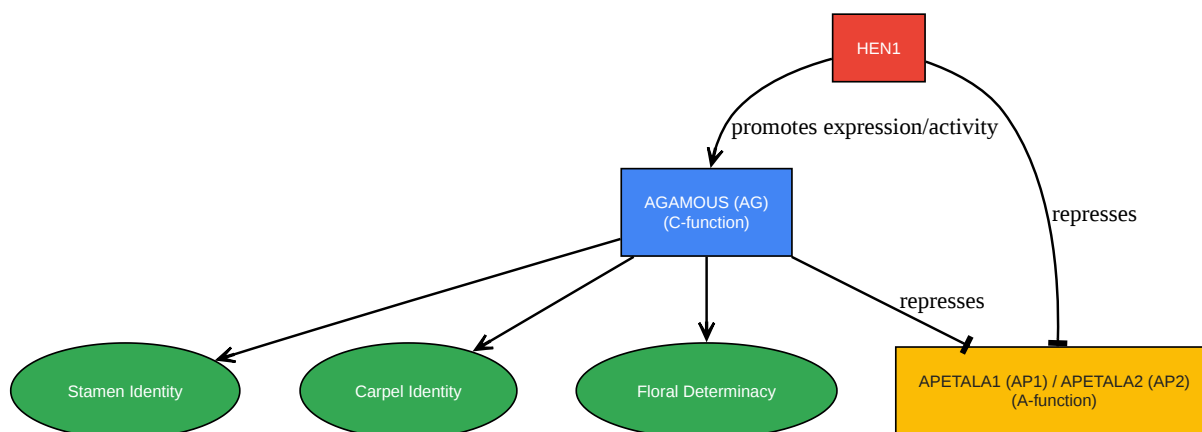 HEN1
promotes expression/activity
AGAMOUS (AG)
(C-function)
represses
represses
Stamen Identity
Carpel Identity
Floral Determinacy
APETALA1 (AP1) / APETALA2 (AP2)
(A-function)